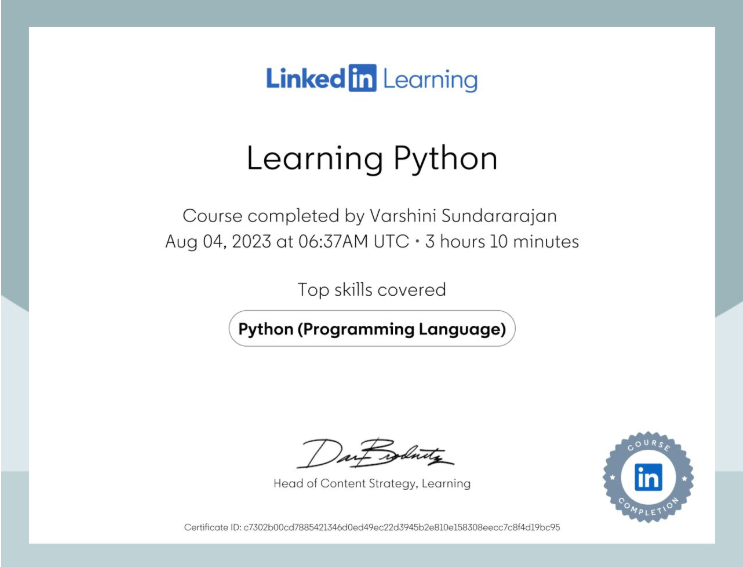 Linked in Learning
Learning Python
Course completed by Varshini Sundararajan
Aug 04, 2023 at 06:37AM UTC • 3 hours 10 minutes
Top skills covered
Python (Programming Language)
Head of Content Strategy, Learning
COURSE
in
COMPLETION
Certificate ID: c7302b00cd7885421346d0ed49ec22d3945b2e810e158308eecc7c8f4d19bc95